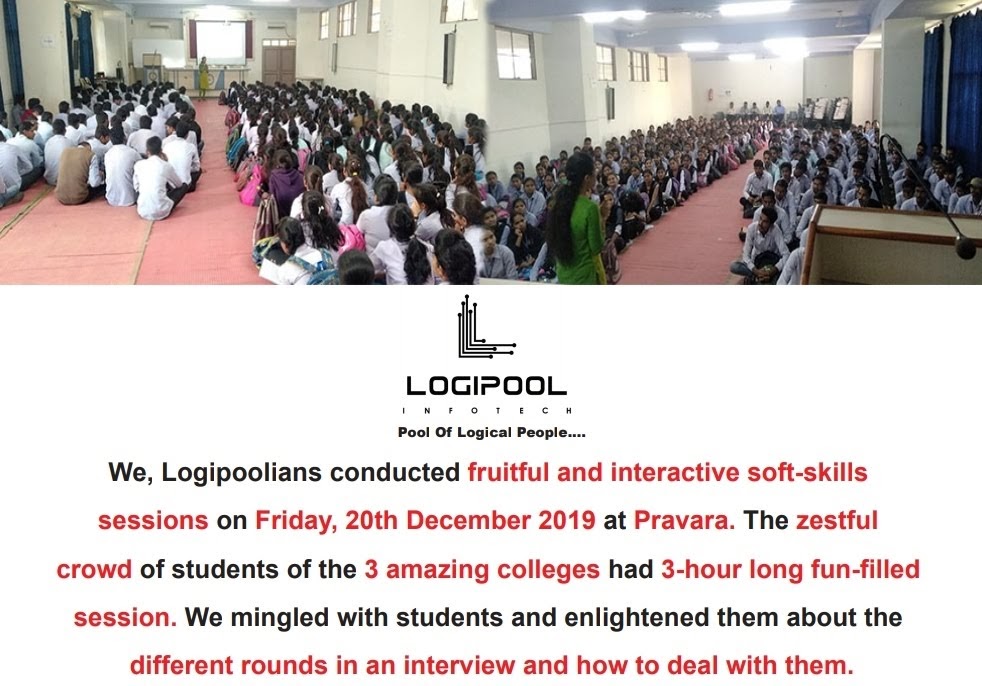 LOGIPOOL
INFOTECH
Pool Of Logical People....
We, Logipoolians conducted fruitful and interactive soft-skills
sessions on Friday, 20th December 2019 at Pravara. The zestful
crowd of students of the 3 amazing colleges had 3-hour long fun-filled
session. We mingled with students and enlightened them about the
different rounds in an interview and how to deal with them.